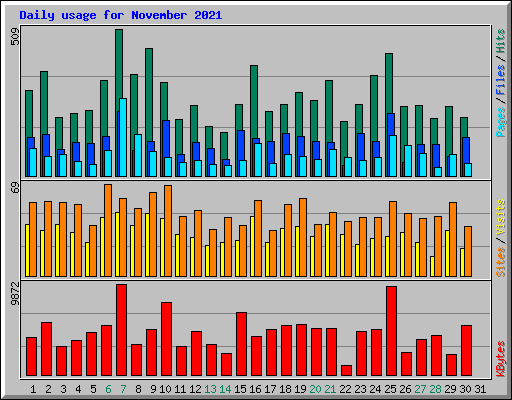 Daily usage for November 2021
509
Pages / Files / Hits
69
Sites / Visits
9872
KBytes
1 2 3 4 5 6 7 8 9 10 11 12 13 14 15 16 17 18 19 20 21 22 23 24 25 26 27 28 29 30 31